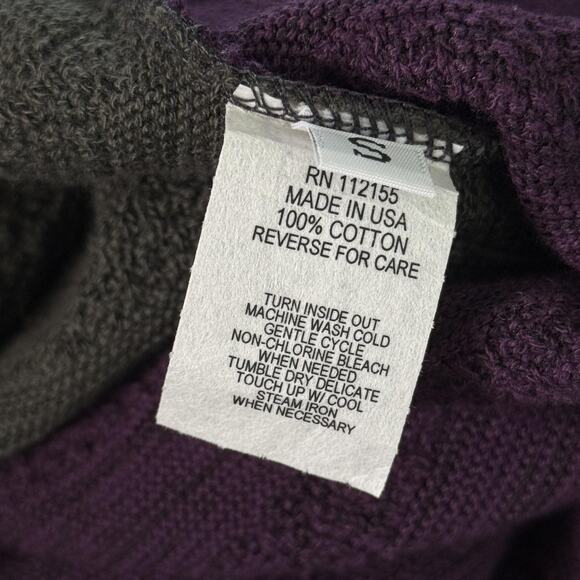 S
RN 112155
MADE IN USA
100% COTTON
REVERSE FOR CARE
TURN INSIDE OUT
MACHINE WASH COLD
GENTLE CYCLE
NON-CHLORINE BLEACH
WHEN NEEDED
TUMBLE DRY DELICATE
TOUCH UP W/ COOL
STEAM IRON
WHEN NECESSARY